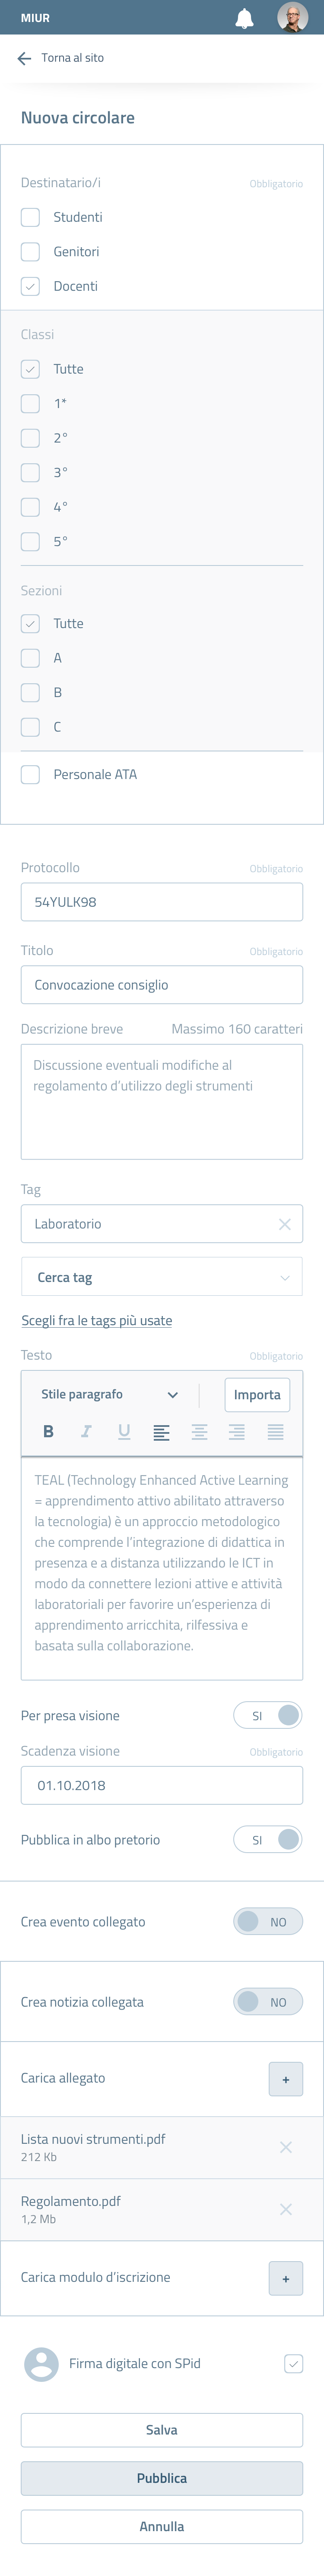 MIUR
Torna al sito
Nuova circolare
Destinatario/i Obbligatorio
Studenti
Genitori
Docenti
Classi
Tutte
1*
2°
3°
4°
5°
Sezioni
Tutte
A
B
C
Personale ATA
Protocollo Obbligatorio
54YULK98
Titolo Obbligatorio
Convocazione consiglio
Descrizione breve Massimo 160 caratteri
Discussione eventuali modifiche al
regolamento d'utilizzo degli strumenti
Tag
Laboratorio
Cerca tag
Scegli fra le tags più usate
Testo Obbligatorio
Stile paragrafo Importa
B I U
TEAL (Technology Enhanced Active Learning
= apprendimento attivo abilitato attraverso
la tecnologia) è un approccio metodologico
che comprende l'integrazione di didattica in
presenza e a distanza utilizzando le ICT in
modo da connettere lezioni attive e attività
laboratoriali per favorire un'esperienza di
apprendimento arricchita, rilfessiva e
basata sulla collaborazione.
Per presa visione SI
Scadenza visione Obbligatorio
01.10.2018
Pubblica in albo pretorio SI
Crea evento collegato NO
Crea notizia collegata NO
Carica allegato +
Lista nuovi strumenti.pdf
212 Kb
Regolamento.pdf
1,2 Mb
Carica modulo d'iscrizione +
Firma digitale con SPid
Salva
Pubblica
Annulla